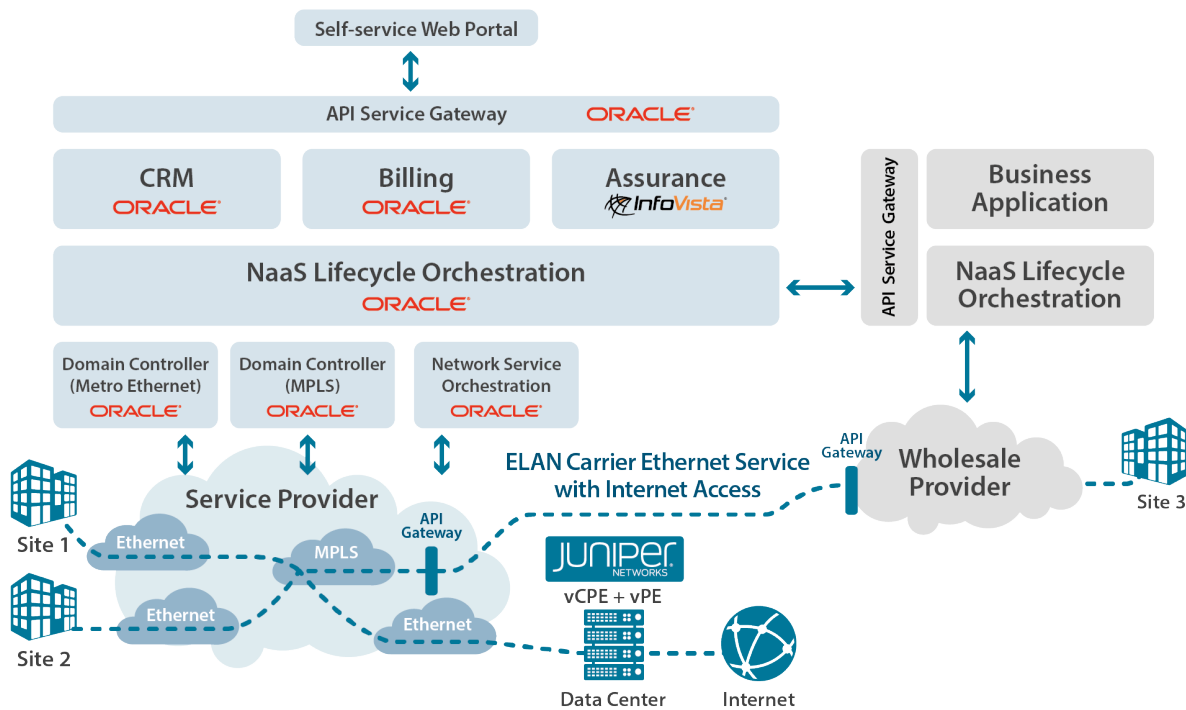 Self-service Web Portal
API Service Gateway ORACLE®
CRM
ORACLE®
Billing
ORACLE®
Assurance
InfoVista®
NaaS Lifecycle Orchestration
ORACLE®
API Service Gateway
Business
Application
NaaS Lifecycle
Orchestration
Domain Controller
(Metro Ethernet)
ORACLE®
Domain Controller
(MPLS)
ORACLE®
Network Service
Orchestration
ORACLE®
Service Provider
Site 1
Ethernet
MPLS
API
Gateway
ELAN Carrier Ethernet Service
with Internet Access
API
Gateway
Wholesale
Provider
Site 3
Site 2
Ethernet
Ethernet
JUNIPER®
NETWORKS
vCPE + vPE
Data Center
Internet